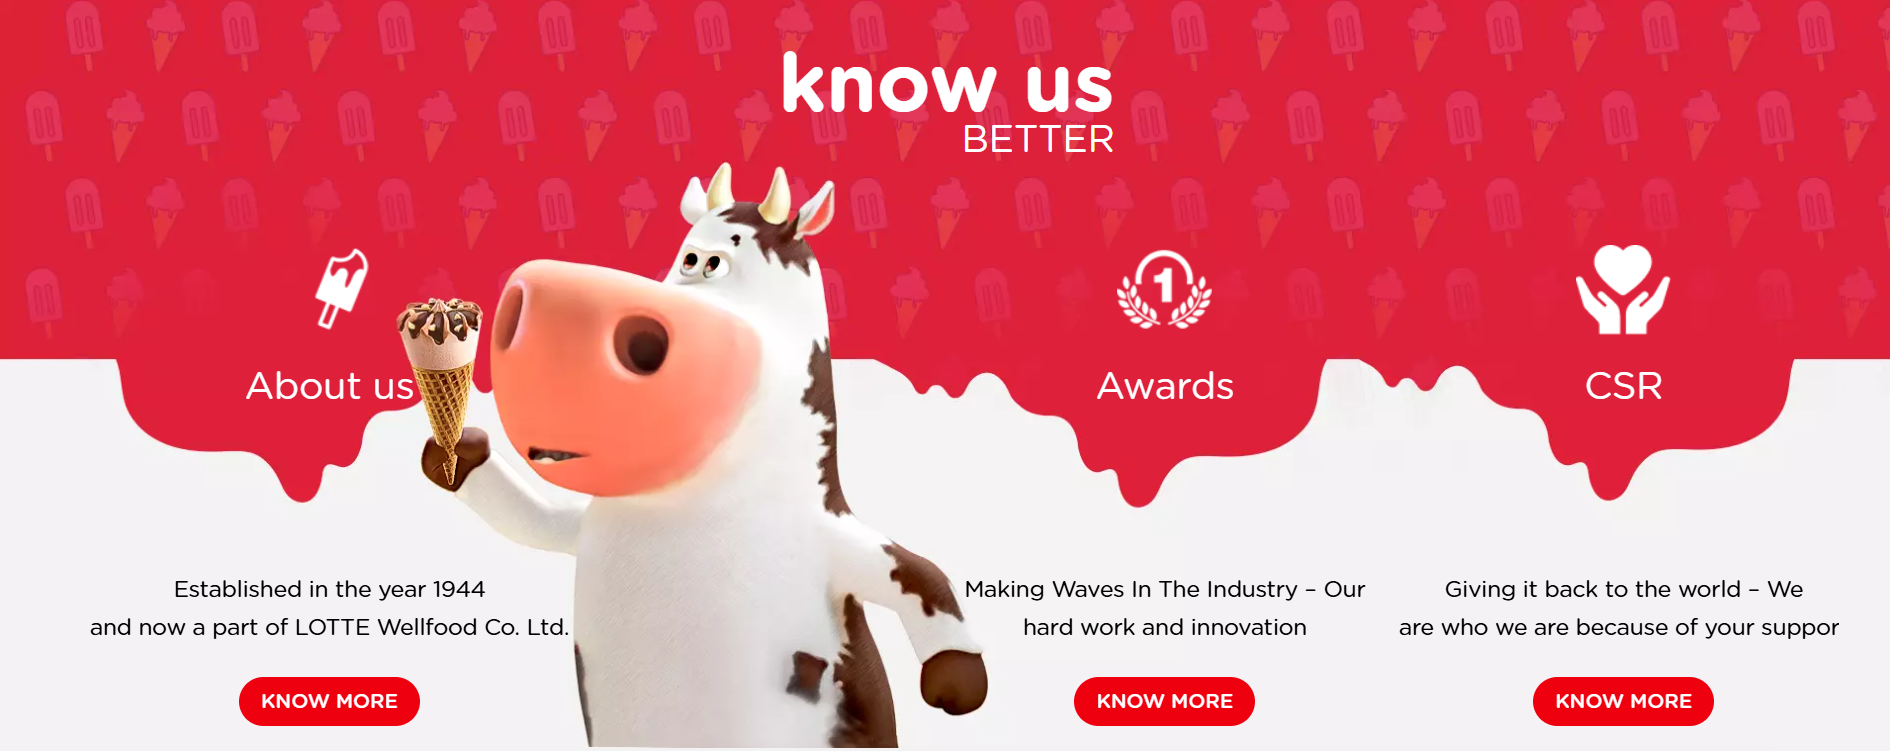 know us
BETTER
1
About us
Awards
CSR
Established in the year 1944
and now a part of LOTTE Wellfood Co. Ltd.
KNOW MORE
Making Waves In The Industry – Our
hard work and innovation
KNOW MORE
Giving it back to the world – We
are who we are because of your suppor
KNOW MORE